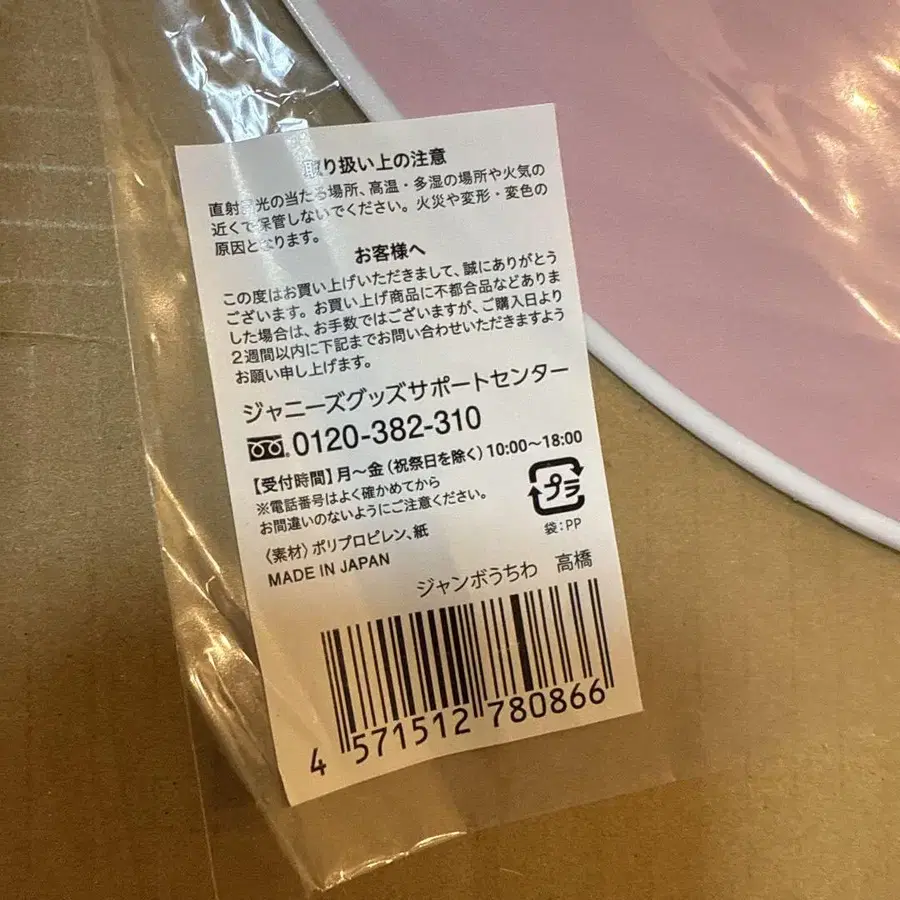 取り扱い上の注意
直射日光の当たる場所、高温・多湿の場所や火気の
近くで保管しないでください。火災や変形・変色の
原因となります。
お客様へ
この度はお買い上げいただきまして、誠にありがとう
ございます。お買い上げ商品に不都合品などありま
した場合は、お手数ではございますが、ご購入日より
2週間以内に下記までお問い合わせいただきますよう
お願い申し上げます。
ジャニーズグッズサポートセンター
0120-382-310
【受付時間】月〜金(祝祭日を除く)10:00〜18:00
※電話番号はよく確かめてから
お間違いのないようにご注意ください。
プラ
袋:PP
〈素材〉ポリプロピレン、紙
MADE IN JAPAN
ジャンボうちわ 高橋
4 571512 780866